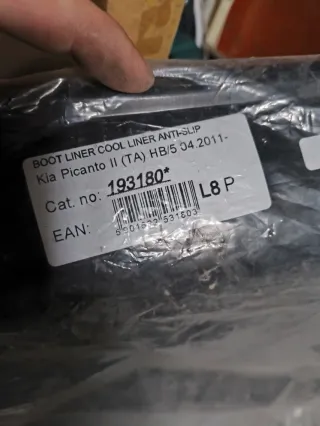 BOOT LINER COOL LINER ANTI-SLIP
Kia Picanto II (TA) HB/5 04.2011-
Cat. no: 193180*
L8 P
EAN: